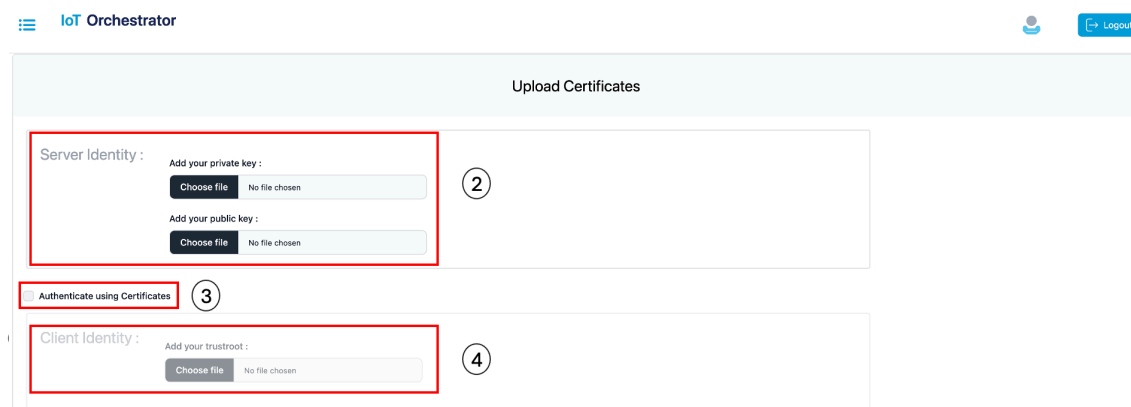 IoT Orchestrator
Logout
Upload Certificates
Server Identity :
Add your private key :
Choose file No file chosen
2
Add your public key :
Choose file No file chosen
Authenticate using Certificates
3
Client Identity :
Add your trustroot :
Choose file No file chosen
4